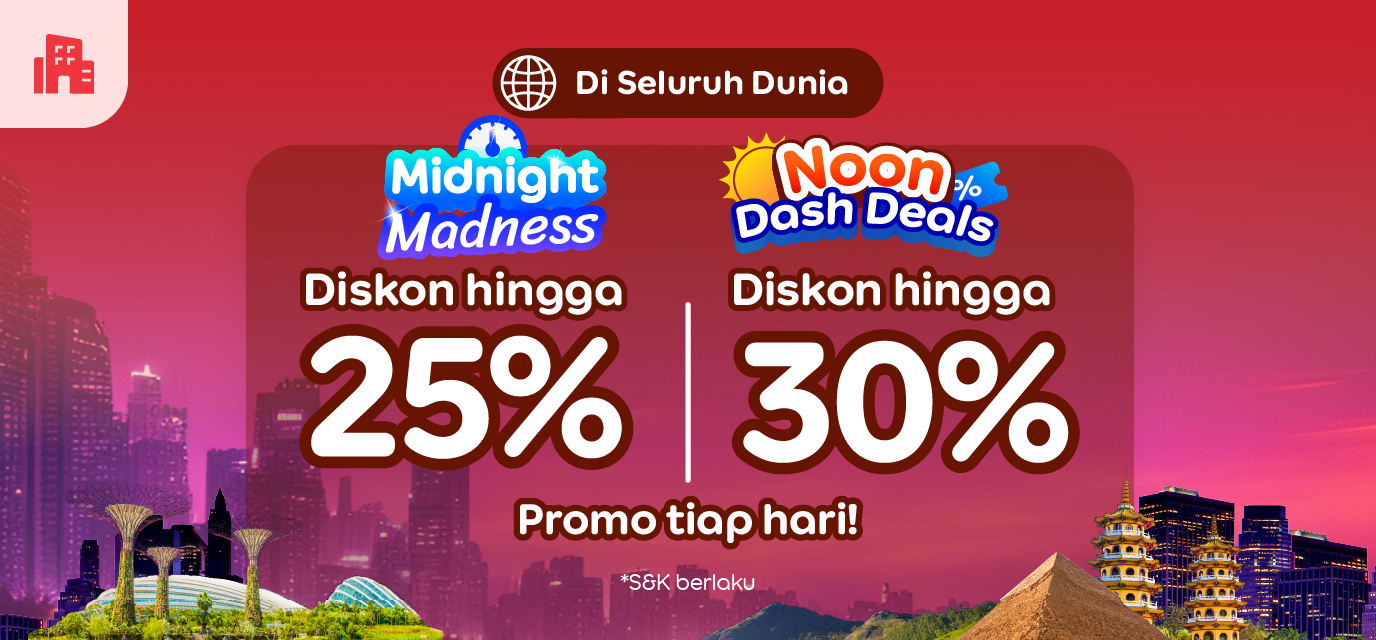 Di Seluruh Dunia
Midnight
Madness
Diskon hingga
25%
Noon
%
Dash Deals
Diskon hingga
30%
Promo tiap hari!
*S&K berlaku